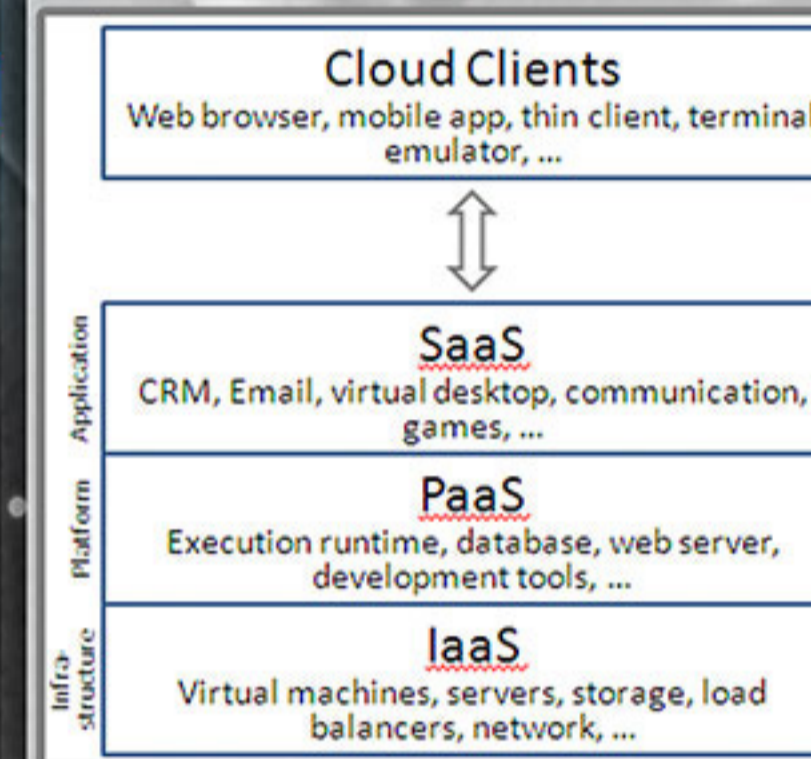 Cloud Clients
Web browser, mobile app, thin client, terminal
emulator, ...
Application
SaaS
CRM, Email, virtual desktop, communication,
games, ...
Platform
PaaS
Execution runtime, database, web server,
development tools, ...
Infra-
structure
IaaS
Virtual machines, servers, storage, load
balancers, network, ...